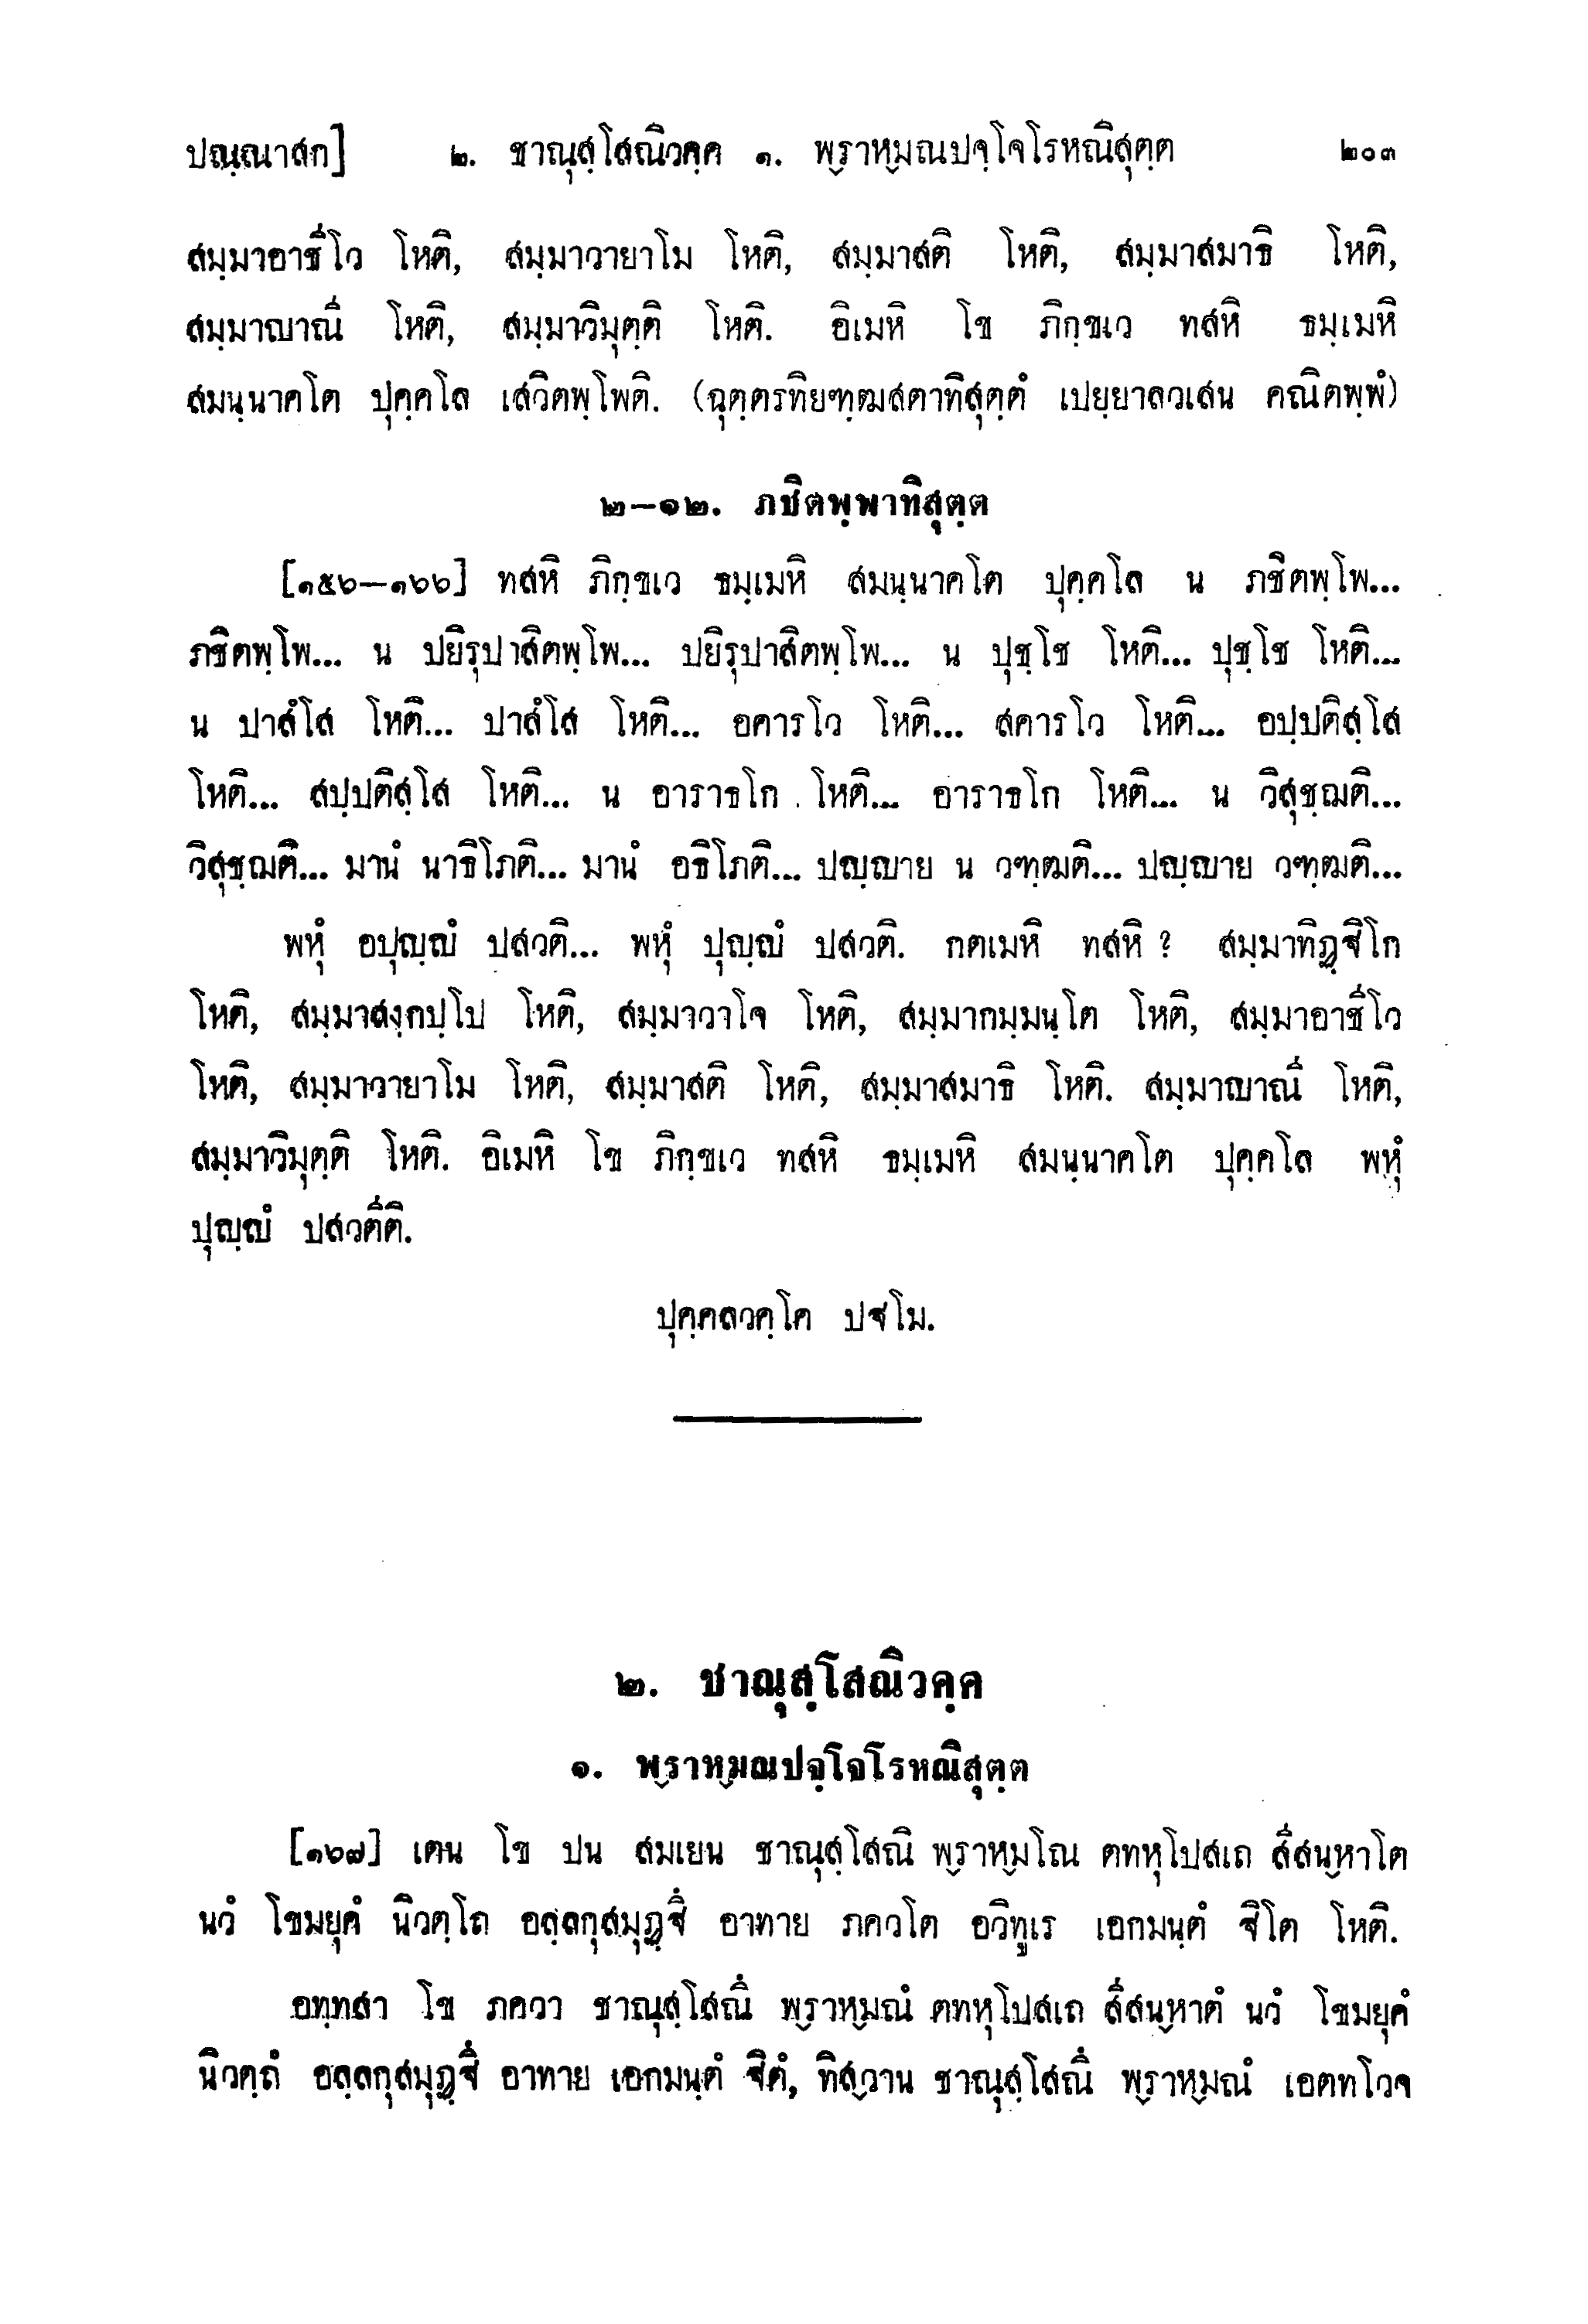 ปณฺณาสก] ๒. ชาณุสฺโสณิวคฺค ๑. พฺราหฺมณปจฺโจโรหณิสุตฺต ๒๐๓
สมฺมาอาชีโว โหติ, สมฺมาวายาโม โหติ, สมฺมาสติ โหติ, สมฺมาสมาธิ โหติ,
สมฺมาญาณี โหติ, สมฺมาวิมุตฺติ โหติ. อิเมหิ โข ภิกฺขเว ทสหิ ธมฺเมหิ
สมนฺนาคโต ปุคฺคโล เสวิตพฺโพติ. (ฉุตฺตรทิยฑฺฒสตาทิสุตฺตํ เปยฺยาลวเสน คณิตพฺพํ)
๒–๑๒. ภชิตพฺพาทิสุตฺต
[๑๕๖–๑๖๖] ทสหิ ภิกฺขเว ธมฺเมหิ สมนฺนาคโต ปุคฺคโล น ภชิตพฺโพ...
ภชิตพฺโพ... น ปยิรุปาสิตพฺโพ... ปยิรุปาสิตพฺโพ... น ปุชฺโช โหติ... ปุชฺโช โหติ...
น ปาสํโส โหติ... ปาสํโส โหติ... อคารโว โหติ... สคารโว โหติ... อปฺปติสฺโส
โหติ... สปฺปติสฺโส โหติ... น อาราธโก โหติ... อาราธโก โหติ... น วิสุชฺฌติ...
วิสุชฺฌติ... มานํ นาธิโภติ... มานํ อธิโภติ... ปญฺญาย น วฑฺฒติ... ปญฺญาย วฑฺฒติ...
พหุํ อปุญฺญํ ปสวติ... พหุํ ปุญฺญํ ปสวติ. กตเมหิ ทสหิ ? สมฺมาทิฏฺฐิโก
โหติ, สมฺมาสงฺกปฺโป โหติ, สมฺมาวาโจ โหติ, สมฺมากมฺมนฺโต โหติ, สมฺมาอาชีโว
โหติ, สมฺมาวายาโม โหติ, สมฺมาสติ โหติ, สมฺมาสมาธิ โหติ. สมฺมาญาณี โหติ,
สมฺมาวิมุตฺติ โหติ. อิเมหิ โข ภิกฺขเว ทสหิ ธมฺเมหิ สมนฺนาคโต ปุคฺคโล พหุํ
ปุญฺญํ ปสวตีติ.
ปุคฺคลวคฺโค ปฐโม.
๒. ชาณุสฺโสณิวคฺค
๑. พฺราหฺมณปจฺโจโรหณิสุตฺต
[๑๖๗] เตน โข ปน สมเยน ชาณุสฺโสณิ พฺราหฺมโณ ตทหุโปสเถ สีสนฺหาโต
นวํ โขมยุคํ นิวตฺโถ อลฺลกุสมุฏฺฐึ อาทาย ภควโต อวิทูเร เอกมนฺตํ ฐิโต โหติ.
อทฺทสา โข ภควา ชาณุสฺโสณึ พฺราหฺมณํ ตทหุโปสเถ สีสนฺหาตํ นวํ โขมยุคํ
นิวตฺถํ อลฺลกุสมุฏฺฐึ อาทาย เอกมนฺตํ ฐิตํ, ทิสฺวาน ชาณุสฺโสณึ พฺราหฺมณํ เอตทโวจ